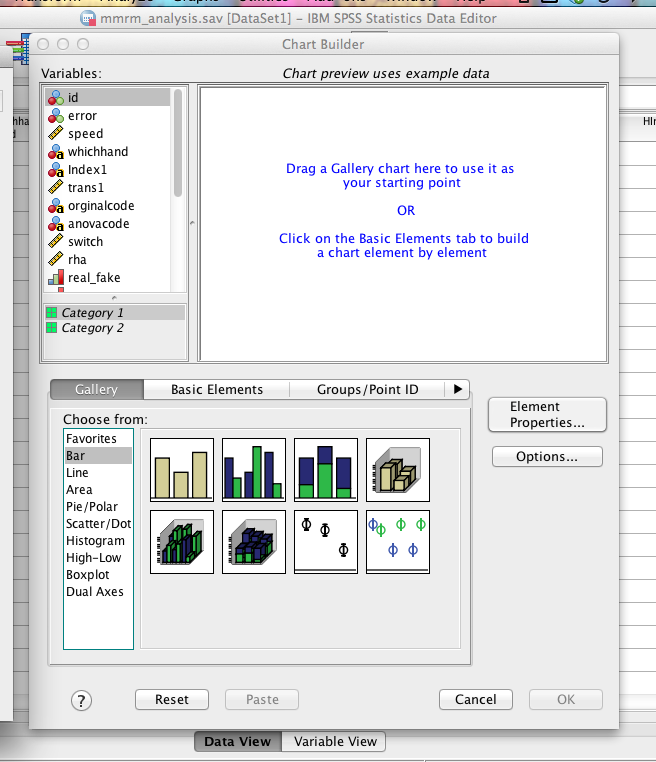 mmrm_analysis.sav [DataSet1] – IBM SPSS Statistics Data Editor
Chart Builder
Variables:
Chart preview uses example data
id
error
speed
whichhand
Index1
trans1
orginalcode
anovacode
switch
rha
real_fake
Category 1
Category 2
Drag a Gallery chart here to use it as
your starting point
OR
Click on the Basic Elements tab to build
a chart element by element
Gallery
Basic Elements
Groups/Point ID
Choose from:
Favorites
Bar
Line
Area
Pie/Polar
Scatter/Dot
Histogram
High-Low
Boxplot
Dual Axes
Element
Properties...
Options...
?
Reset
Paste
Cancel
OK
Data View
Variable View